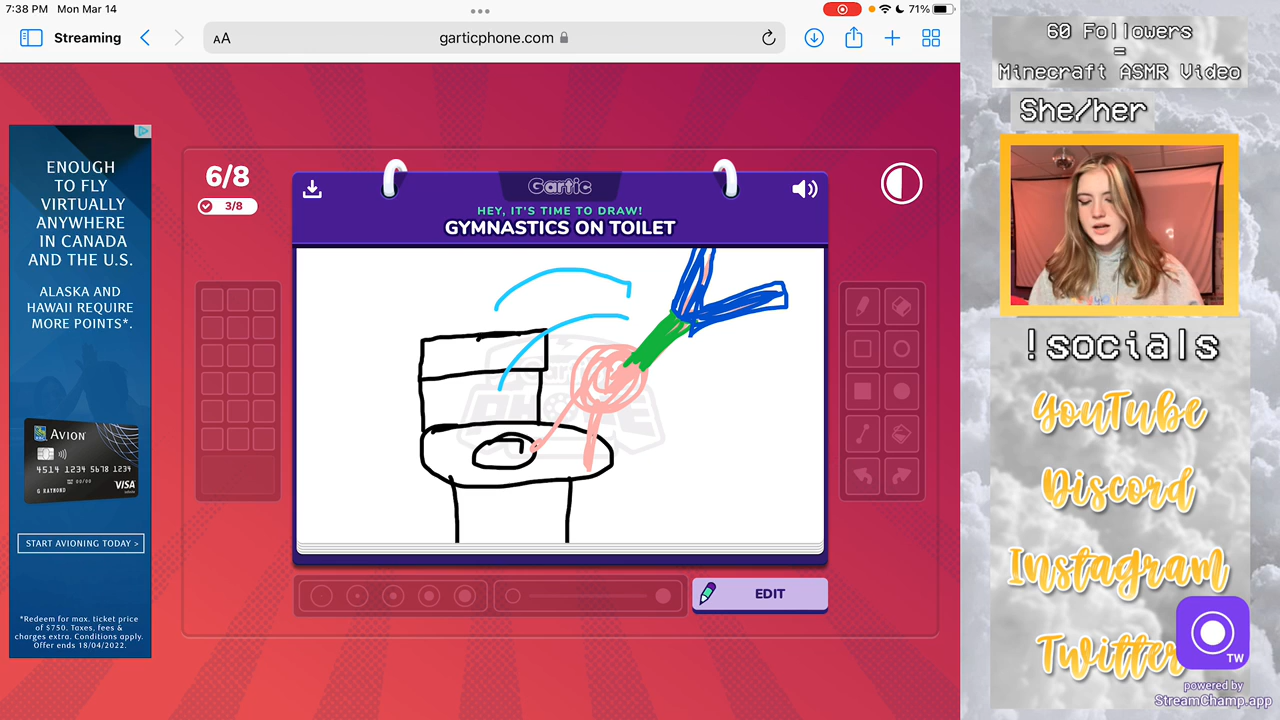 7:38 PM Mon Mar 14
71%
Streaming
AA
garticphone.com
ENOUGH
TO FLY
VIRTUALLY
ANYWHERE
IN CANADA
AND THE U.S.
ALASKA AND
HAWAII REQUIRE
MORE POINTS*.
AVION
4514 1234 5678 1234
G RAYMOND
VISA
START AVIONING TODAY >
*Redeem for max. ticket price
of $750. Taxes, fees &
charges extra. Conditions apply.
Offer ends 18/04/2022.
6/8
3/8
Gartic
HEY, IT'S TIME TO DRAW!
GYMNASTICS ON TOILET
Gartic
PHONE
EDIT
60 Followers
=
Minecraft ASMR Video
She/her
!socials
YouTube
Discord
Instagram
Twitter
TW
powered by
StreamChamp.app